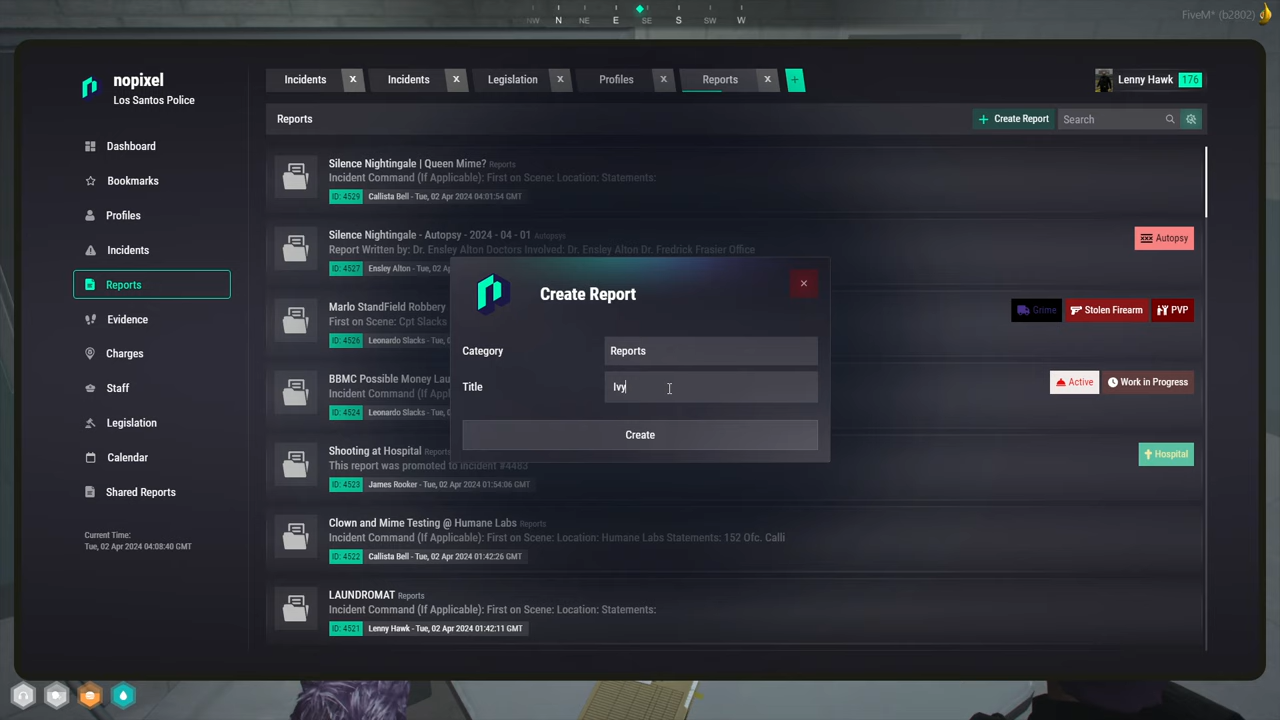 NW N NE E SE S SW W
FiveM* (b2802)
nopixel
Los Santos Police
Incidents x
Incidents x
Legislation x
Profiles x
Reports x
+
Lenny Hawk 176
Reports
+ Create Report
Search
Dashboard
Bookmarks
Profiles
Incidents
Reports
Evidence
Charges
Staff
Legislation
Calendar
Shared Reports
Current Time:
Tue, 02 Apr 2024 04:08:40 GMT
Silence Nightingale | Queen Mime? Reports
Incident Command (If Applicable): First on Scene: Location: Statements:
ID: 4529 Callista Bell - Tue, 02 Apr 2024 04:01:54 GMT
Silence Nightingale - Autopsy - 2024 - 04 - 01 Autopsys
Report Written by: Dr. Ensley Alton Doctors Involved: Dr. Ensley Alton Dr. Fredrick Frasier Office
ID: 4527 Ensley Alton - Tue, 02 A
Autopsy
Marlo StandField Robbery
First on Scene: Cpt Slacks
ID: 4526 Leonardo Slacks - Tue,
Grime
Stolen Firearm
PVP
BBMC Possible Money Lau
Incident Command (If Applica
ID: 4524 Leonardo Slacks - Tue,
Active
Work in Progress
Shooting at Hospital Reports
This report was promoted to incident #4483
ID: 4523 James Rooker - Tue, 02 Apr 2024 01:54:06 GMT
Hospital
Clown and Mime Testing @ Humane Labs Reports
Incident Command (If Applicable): First on Scene: Location: Humane Labs Statements: 152 Ofc. Calli
ID: 4522 Callista Bell - Tue, 02 Apr 2024 01:42:26 GMT
LAUNDROMAT Reports
Incident Command (If Applicable): First on Scene: Location: Statements:
ID: 4521 Lenny Hawk - Tue, 02 Apr 2024 01:42:11 GMT
Create Report
×
Category
Reports
Title
Ivy
Create